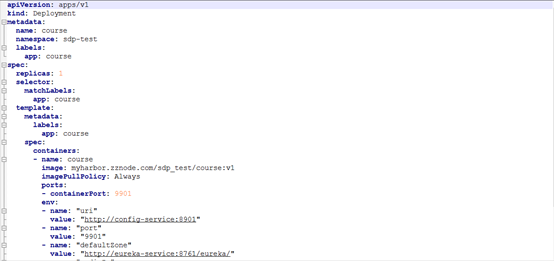 apiVersion: apps/v1
kind: Deployment
metadata:
  name: course
  namespace: sdp-test
  labels:
    app: course
spec:
  replicas: 1
  selector:
    matchLabels:
      app: course
  template:
    metadata:
      labels:
        app: course
    spec:
      containers:
      - name: course
        image: myharbor.zznode.com/sdp_test/course:v1
        imagePullPolicy: Always
        ports:
        - containerPort: 9901
        env:
        - name: "uri"
          value: "http://config-service:8901"
        - name: "port"
          value: "9901"
        - name: "defaultZone"
          value: "http://eureka-service:8761/eureka/"